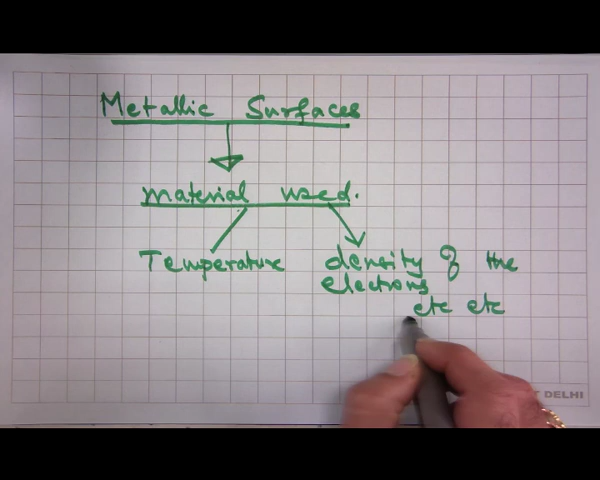 Metallic Surfaces
material used.
Temperature density of the
electrons
etc etc
DELHI